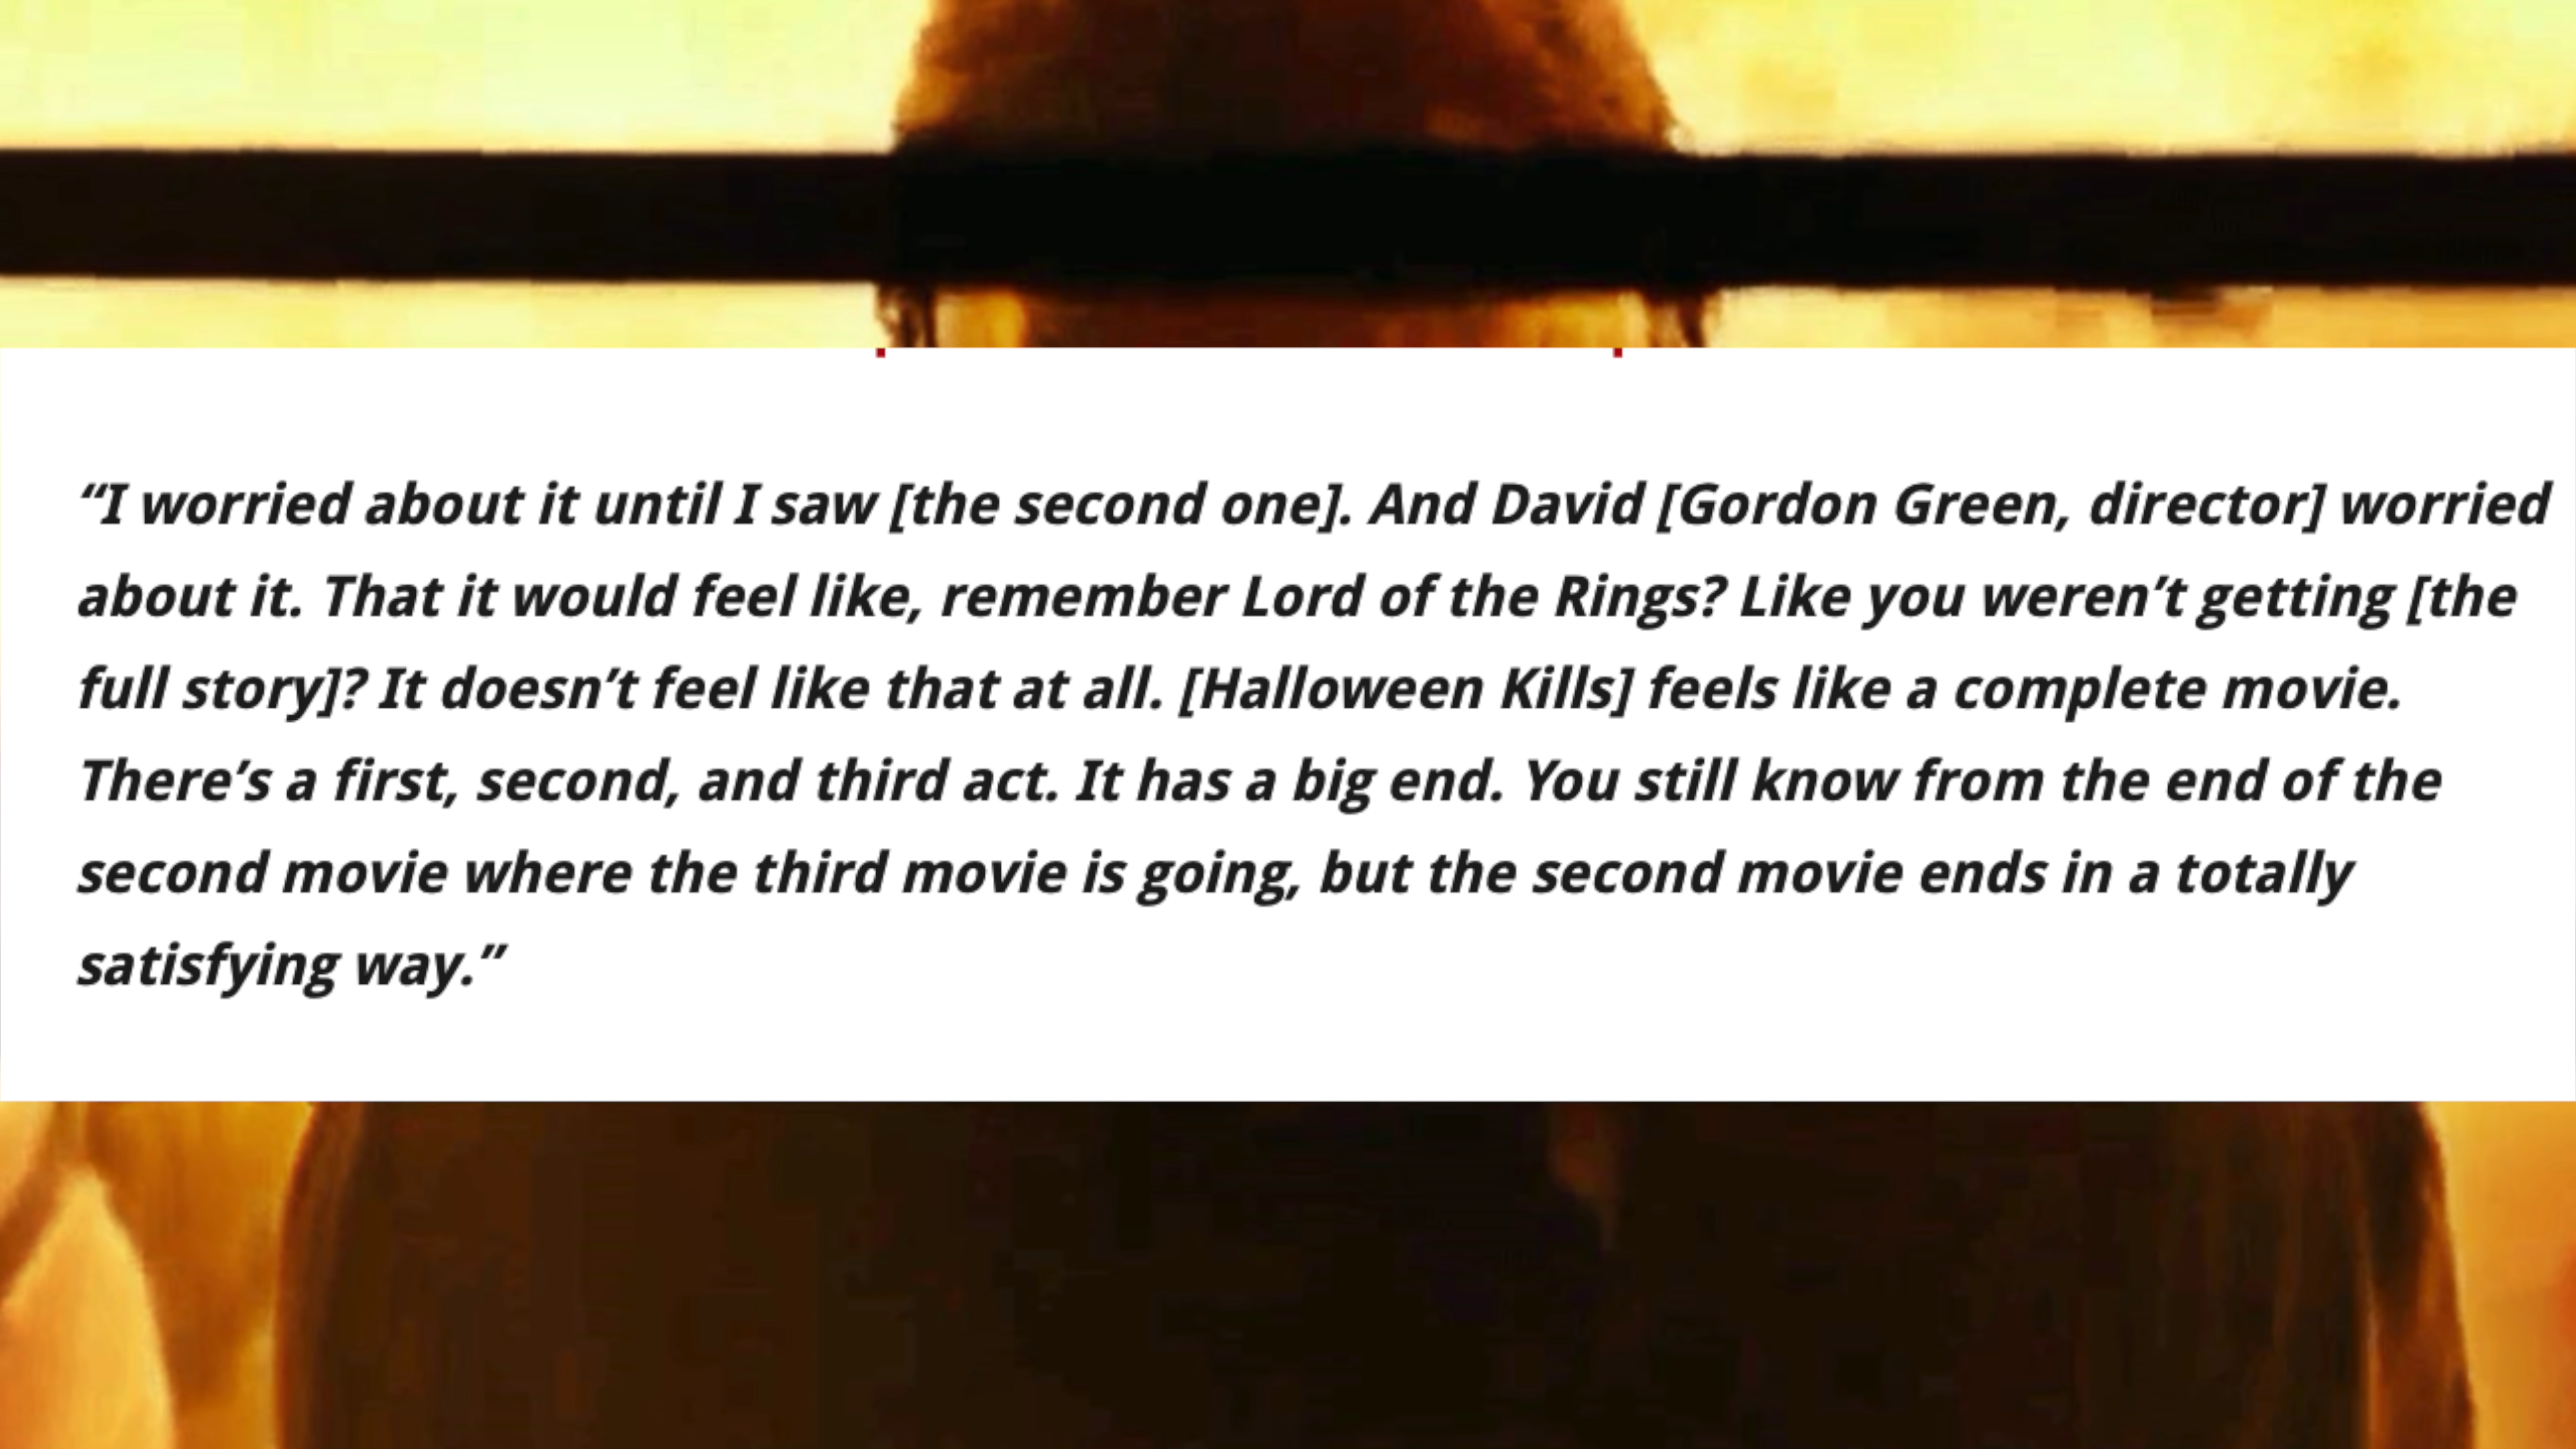 “I worried about it until I saw [the second one]. And David [Gordon Green, director] worried
about it. That it would feel like, remember Lord of the Rings? Like you weren’t getting [the
full story]? It doesn’t feel like that at all. [Halloween Kills] feels like a complete movie.
There’s a first, second, and third act. It has a big end. You still know from the end of the
second movie where the third movie is going, but the second movie ends in a totally
satisfying way.”